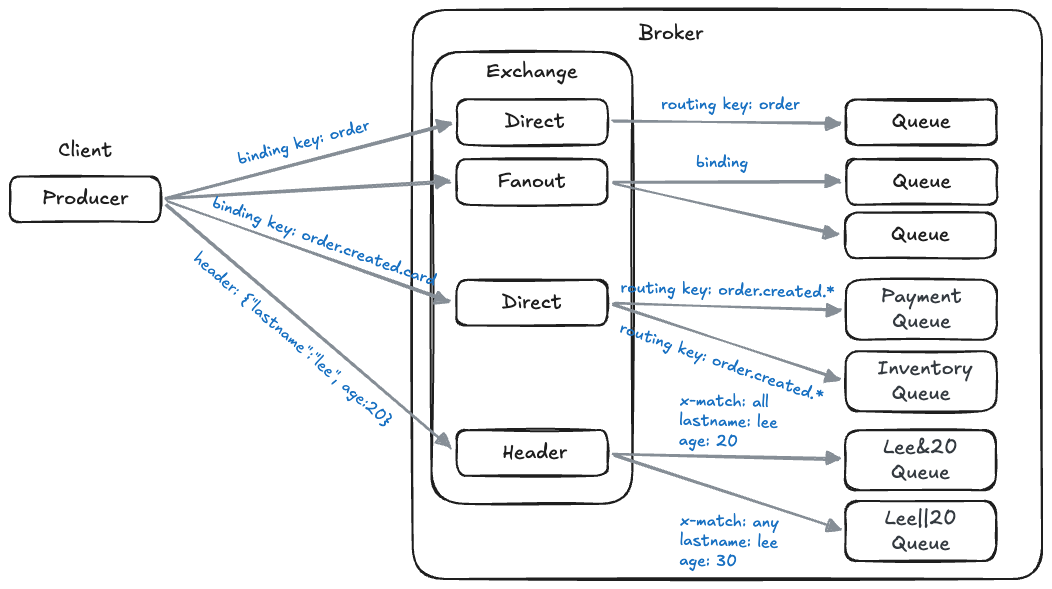 Broker
Exchange
Client
Producer
binding key: order
binding key: order.created.card
header: {"lastname":"lee", age:20}
Direct
routing key: order
Queue
Fanout
binding
Queue
Queue
Direct
routing key: order.created.*
routing key: order.created.*
Payment
Queue
Inventory
Queue
Header
x-match: all
lastname: lee
age: 20
Lee&20
Queue
x-match: any
lastname: lee
age: 30
Lee||20
Queue